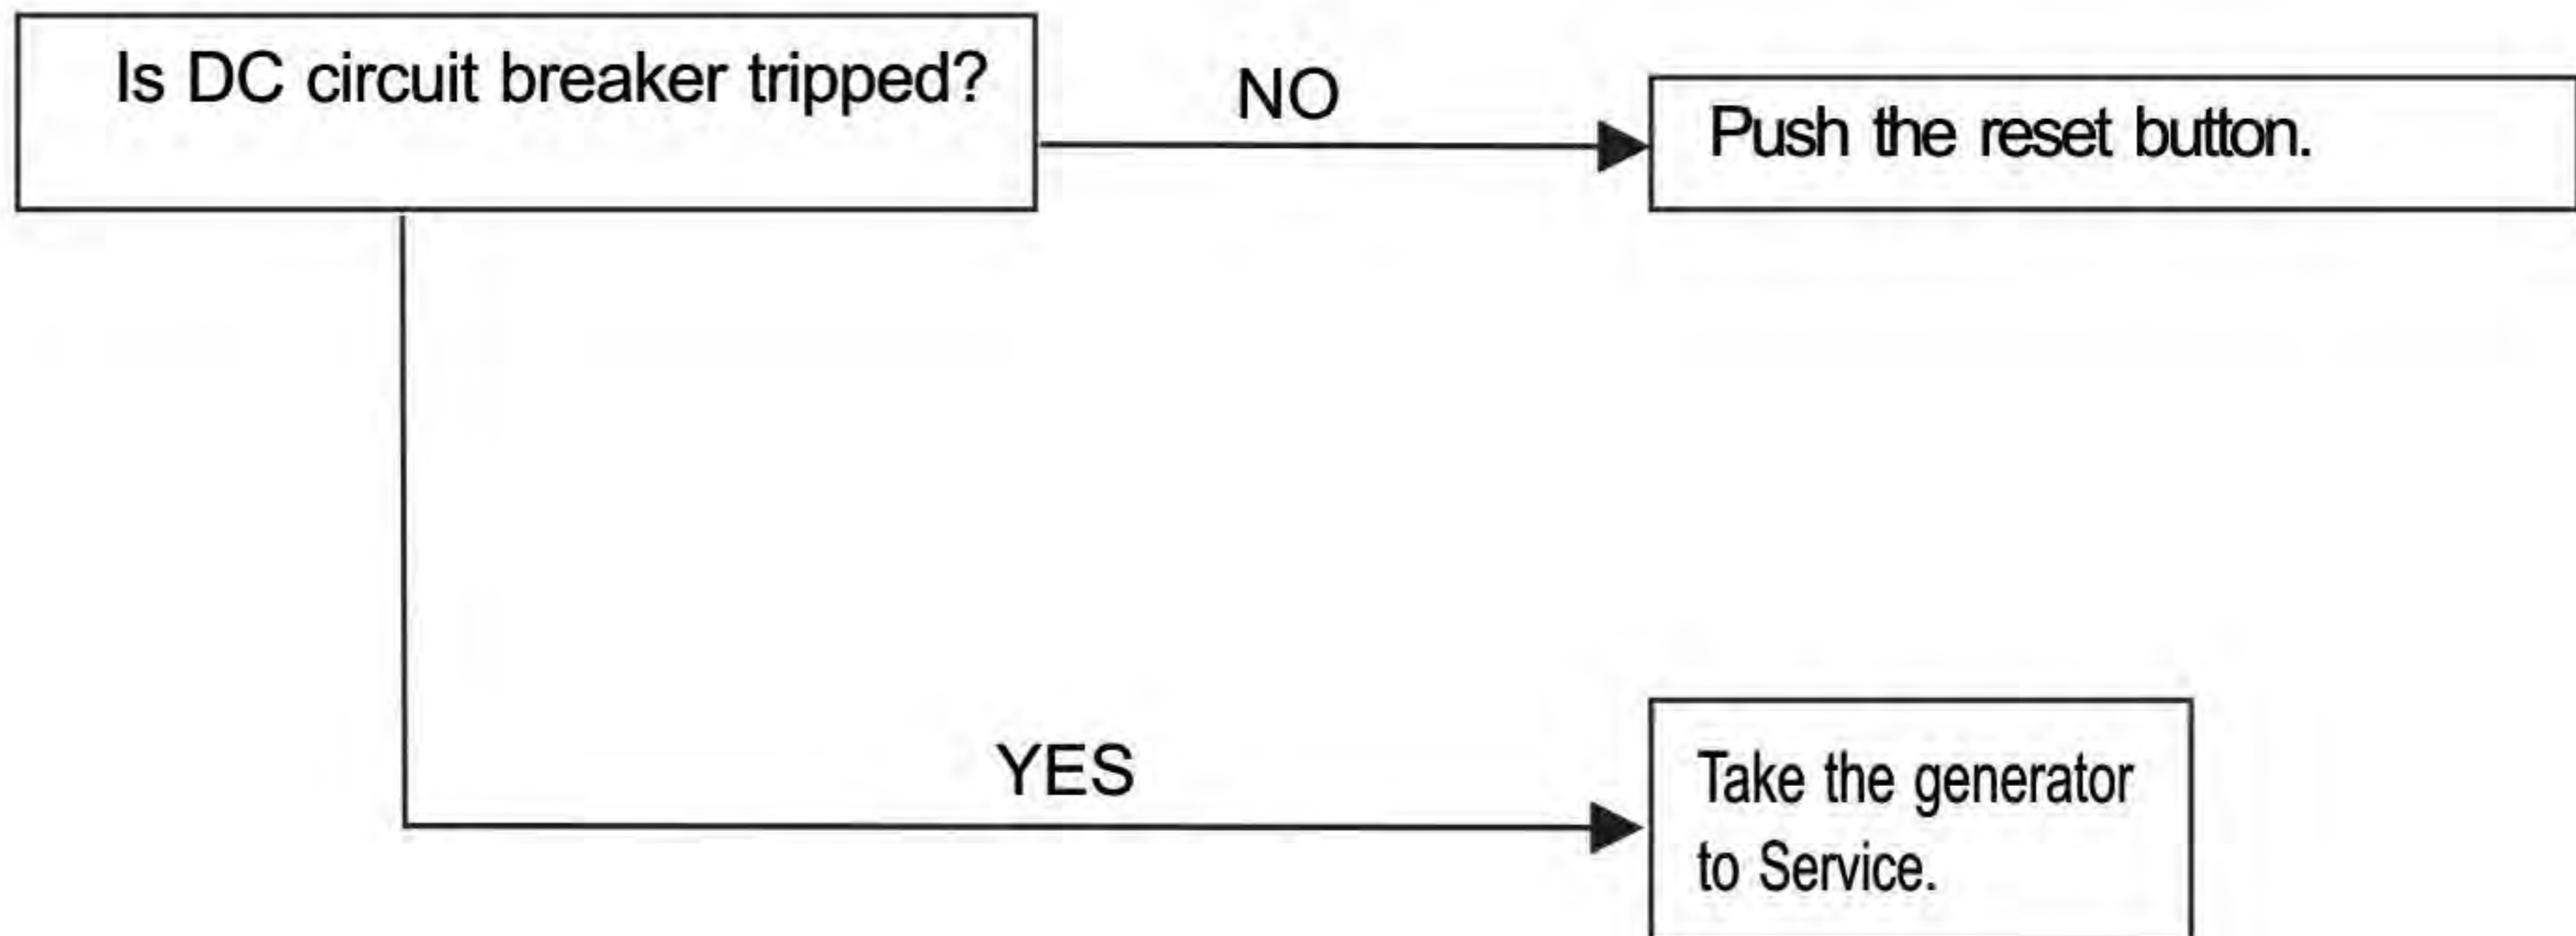 Is DC circuit breaker tripped?
NO
Push the reset button.
YES
Take the generator
to Service.